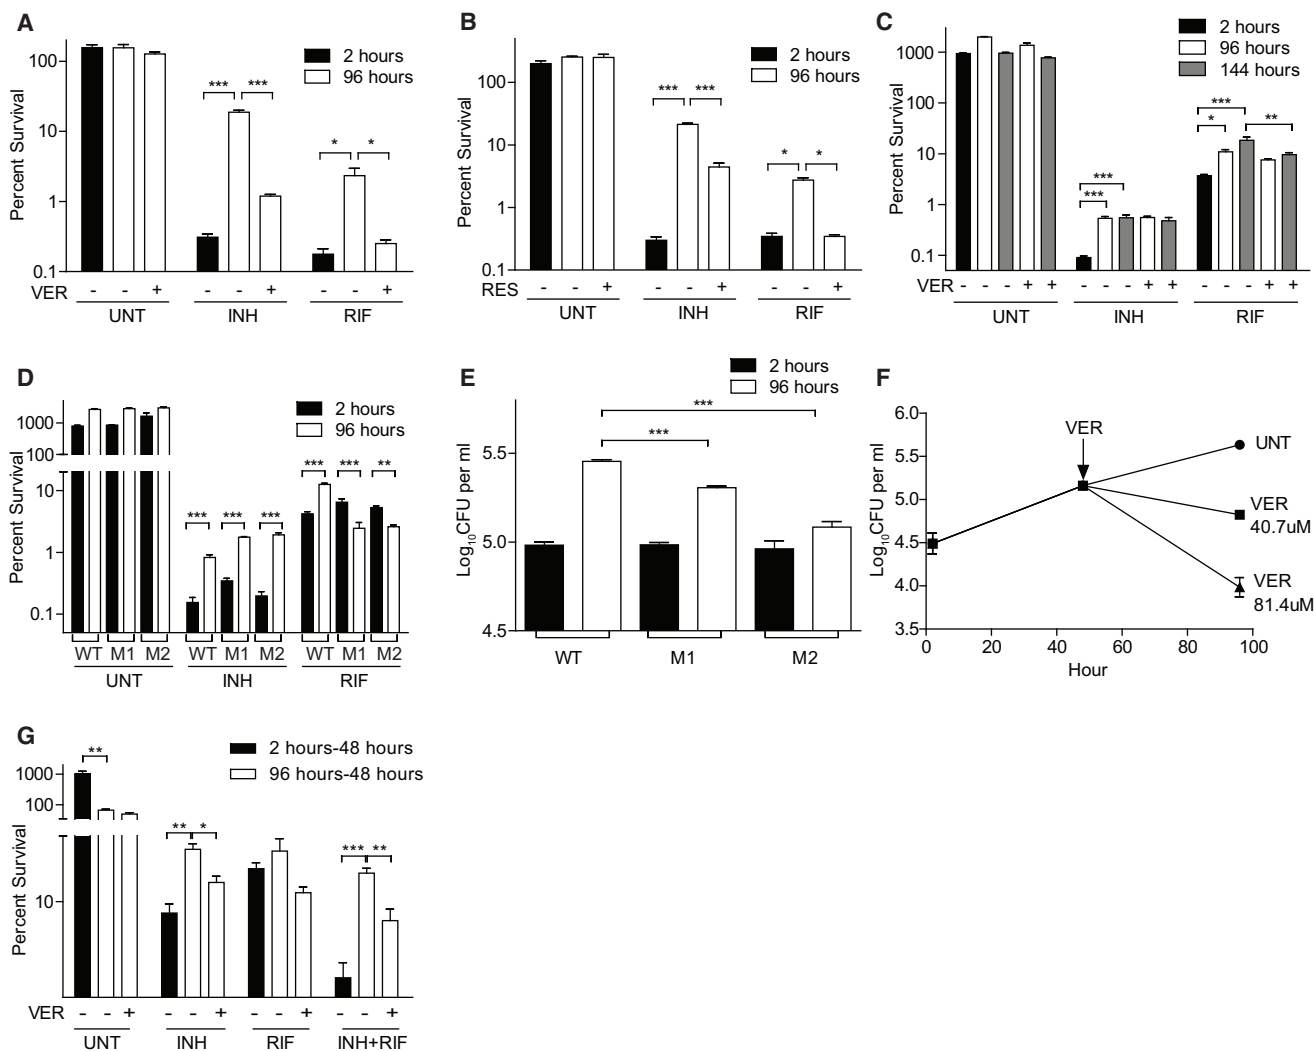 A
2 hours
96 hours
Percent Survival
100
10
1
0.1
*** ***
* *
VER - - + - - + - - +
UNT INH RIF
B
2 hours
96 hours
Percent Survival
100
10
1
0.1
*** ***
* *
RES - - + - - + - - +
UNT INH RIF
C
2 hours
96 hours
144 hours
Percent Survival
1000
100
10
1
0.1
***
***
***
* **
VER - - - + + - - - + + - - - + +
UNT INH RIF
D
2 hours
96 hours
Percent Survival
1000
100
10
1
0.1
*** *** ***
*** *** **
WT M1 M2 WT M1 M2 WT M1 M2
UNT INH RIF
E
2 hours
96 hours
Log10CFU per ml
5.5
5.0
4.5
***
***
WT M1 M2
F
Log10CFU per ml
6.0
5.5
5.0
4.5
4.0
3.5
VER
UNT
VER
40.7uM
VER
81.4uM
0 20 40 60 80 100
Hour
G
2 hours-48 hours
96 hours-48 hours
Percent Survival
1000
100
10
**
** *
*** **
VER - - + - - + - - + - - +
UNT INH RIF INH+RIF